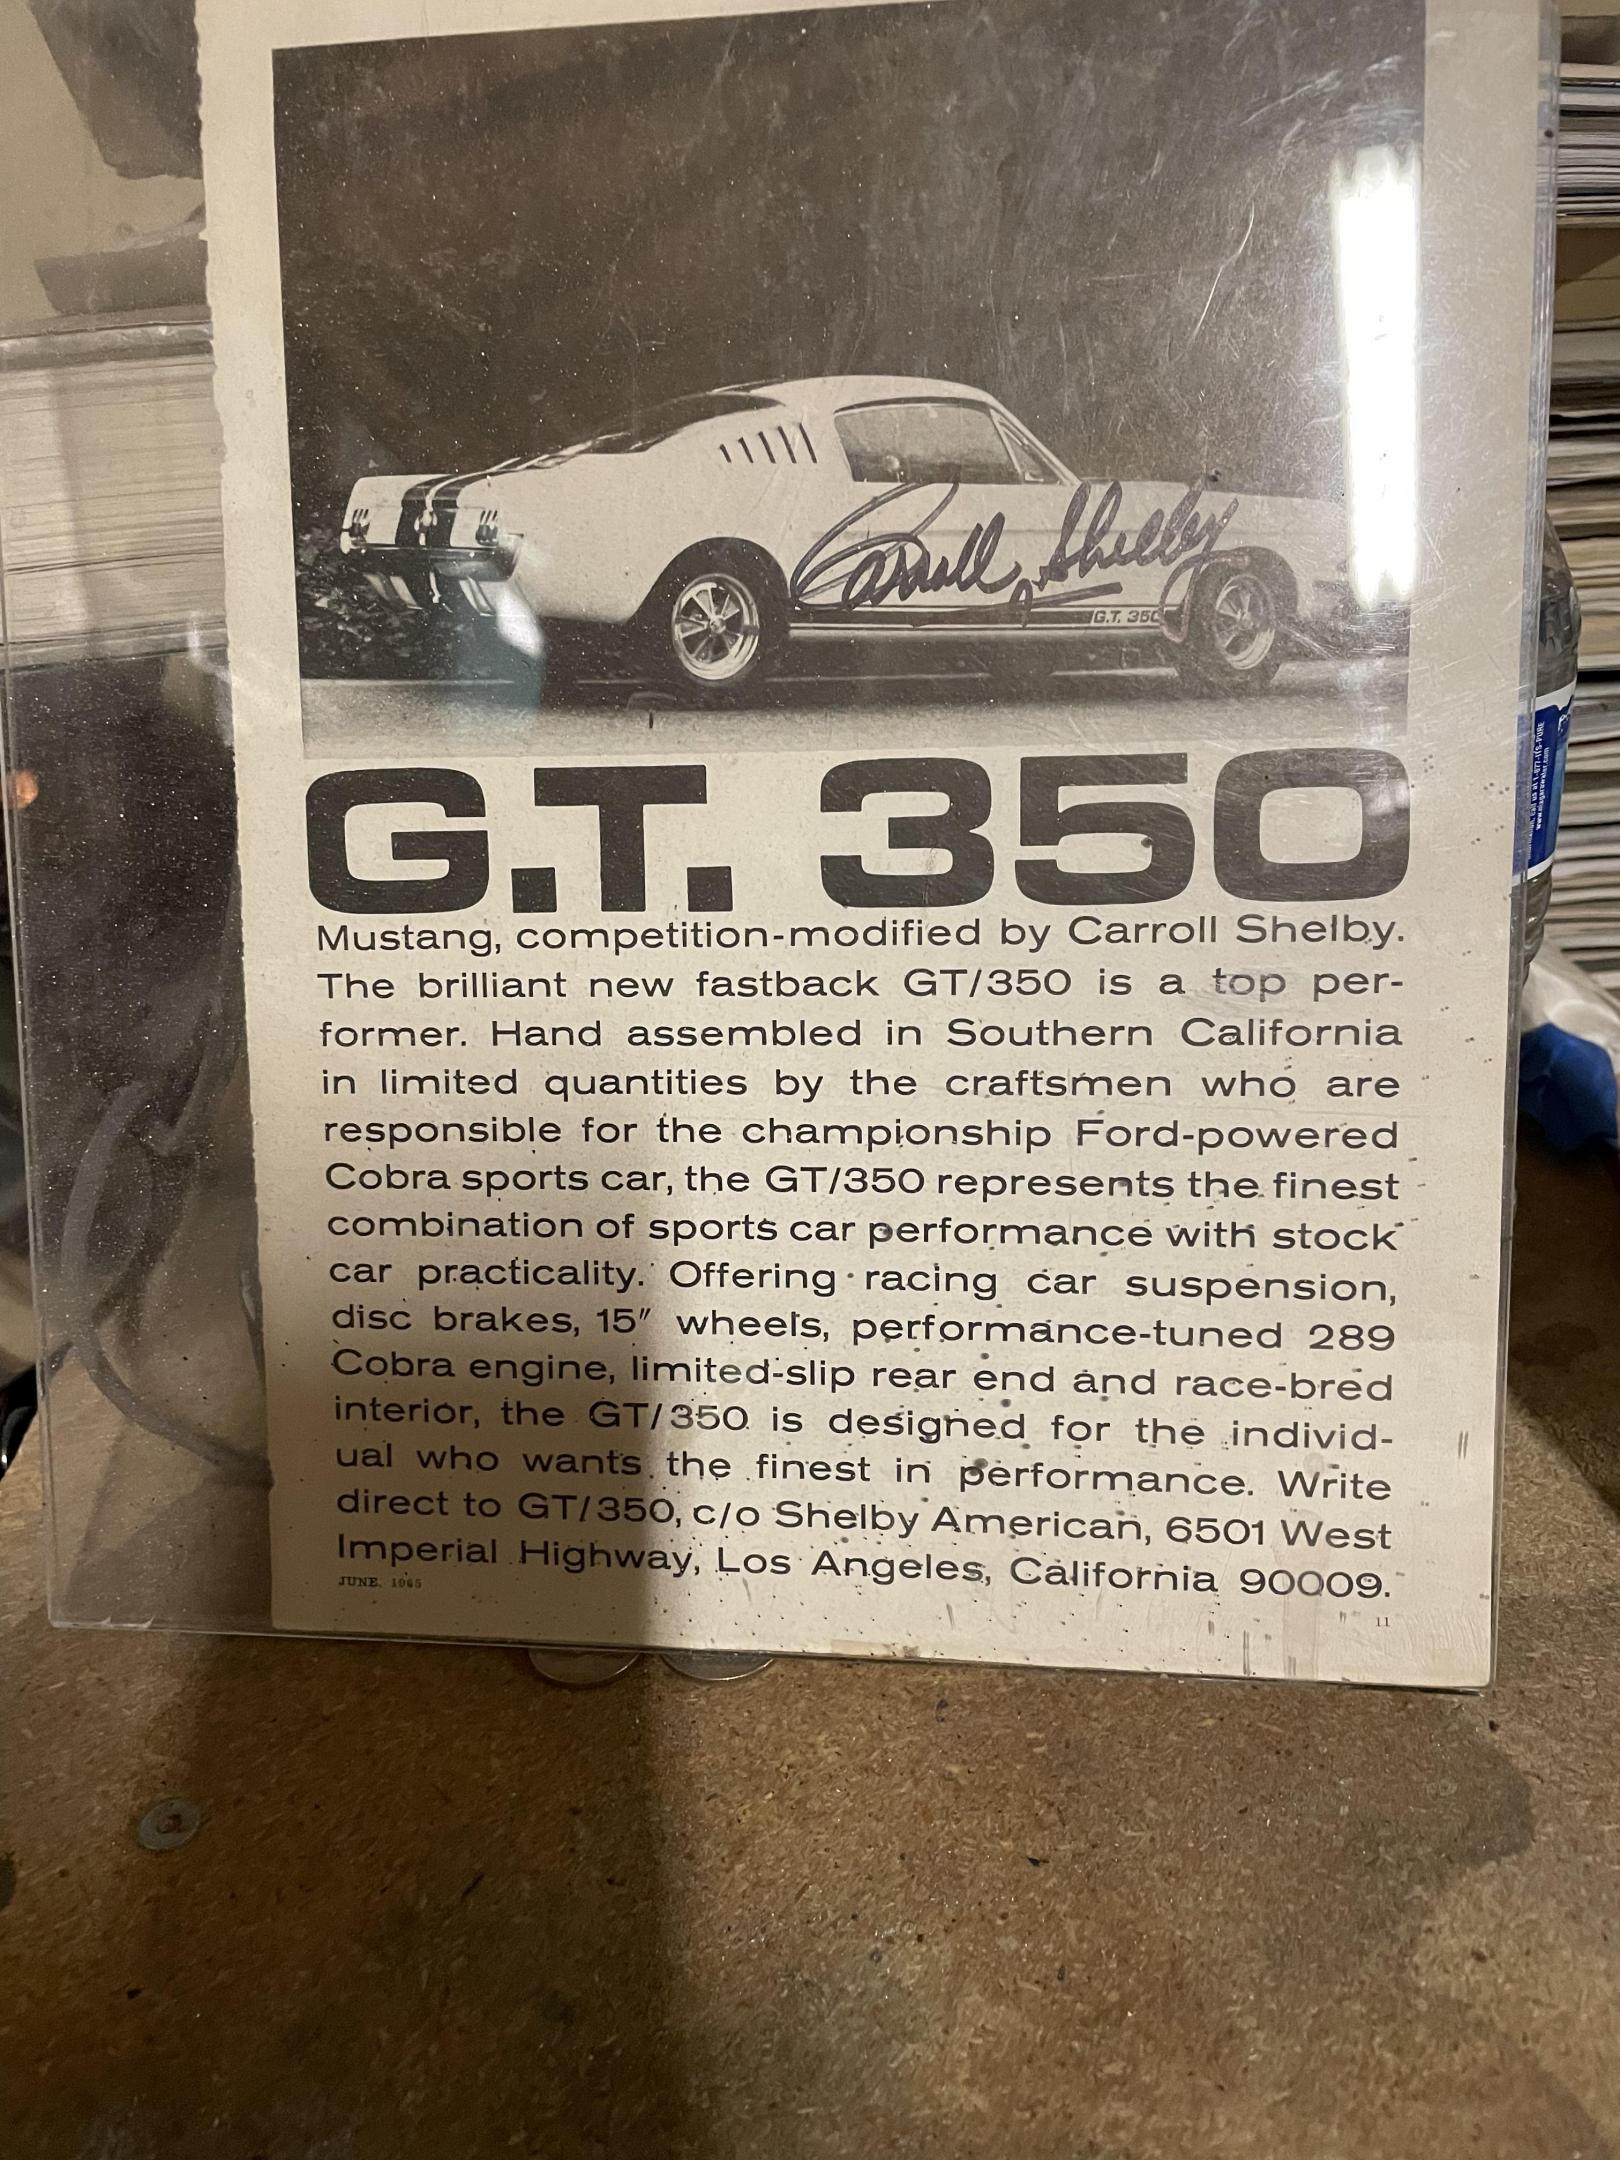 Carroll Shelby
G.T. 350
G.T. 350
Mustang, competition-modified by Carroll Shelby.
The brilliant new fastback GT/350 is a top per-
former. Hand assembled in Southern California
in limited quantities by the craftsmen who are
responsible for the championship Ford-powered
Cobra sports car, the GT/350 represents the finest
combination of sports car performance with stock
car practicality. Offering racing car suspension,
disc brakes, 15″ wheels, performance-tuned 289
Cobra engine, limited-slip rear end and race-bred
interior, the GT/350 is designed for the individ-
ual who wants the finest in performance. Write
direct to GT/350, c/o Shelby American, 6501 West
Imperial Highway, Los Angeles, California 90009.
JUNE, 1965
11